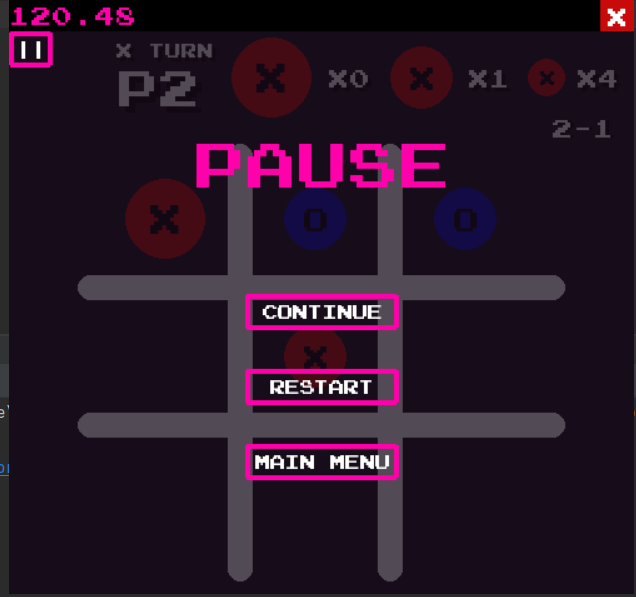 120.48 X
X TURN
P2 X X0 X X1 X X4
2-1
PAUSE
X O O
CONTINUE
X
RESTART
MAIN MENU